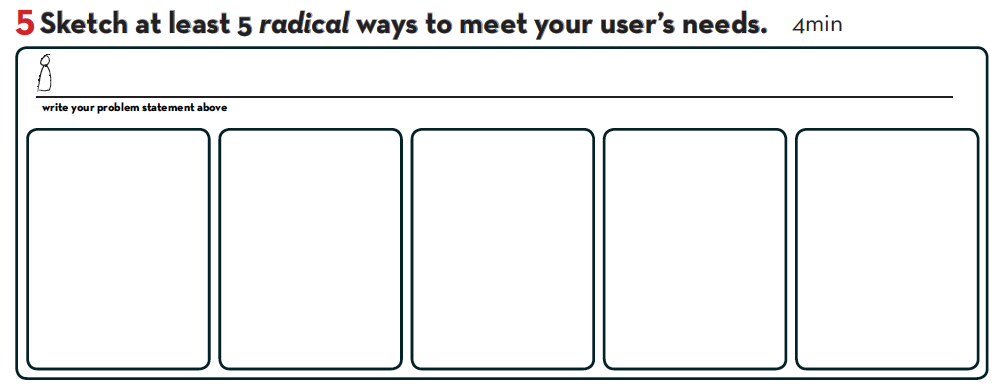 5 Sketch at least 5 radical ways to meet your user's needs. 4min
write your problem statement above